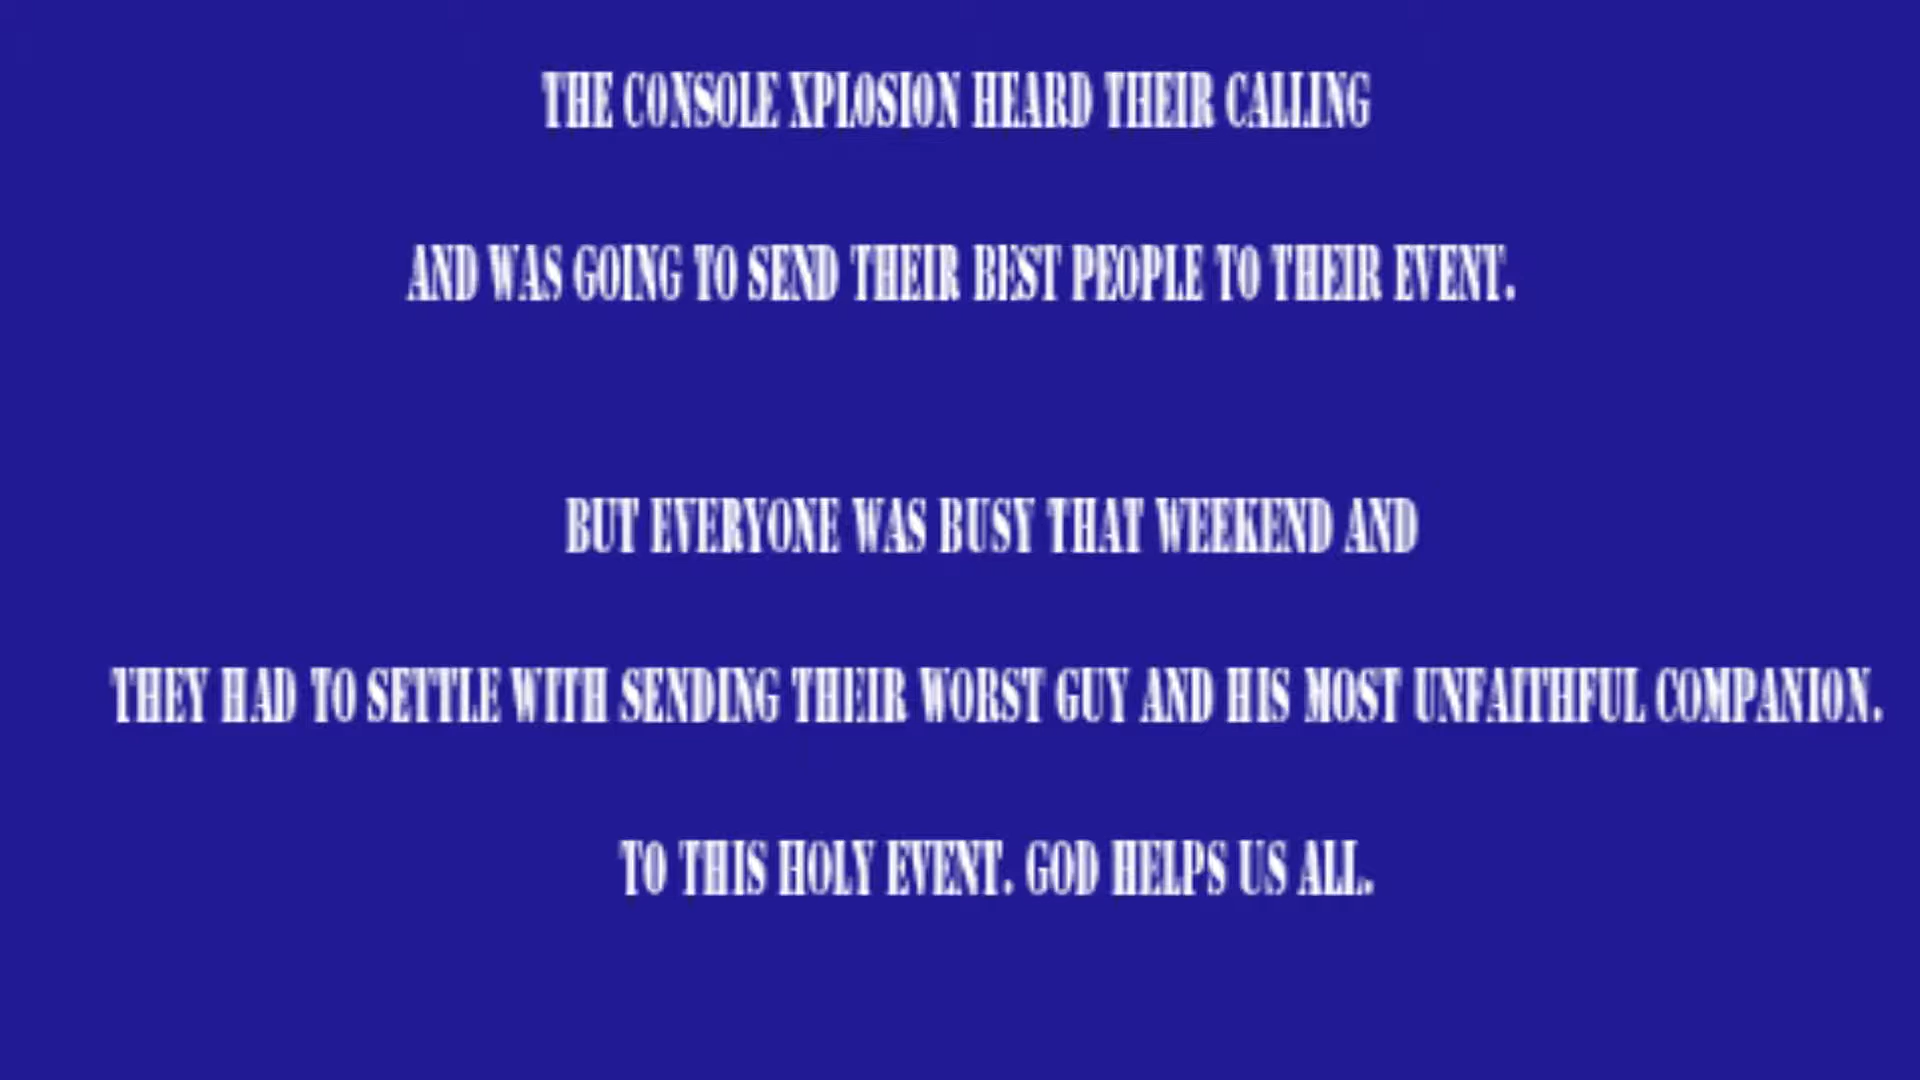 THE CONSOLE XPLOSION HEARD THEIR CALLING
AND WAS GOING TO SEND THEIR BEST PEOPLE TO THEIR EVENT.
BUT EVERYONE WAS BUSY THAT WEEKEND AND
THEY HAD TO SETTLE WITH SENDING THEIR WORST GUY AND HIS MOST UNFAITHFUL COMPANION.
TO THIS HOLY EVENT. GOD HELPS US ALL.